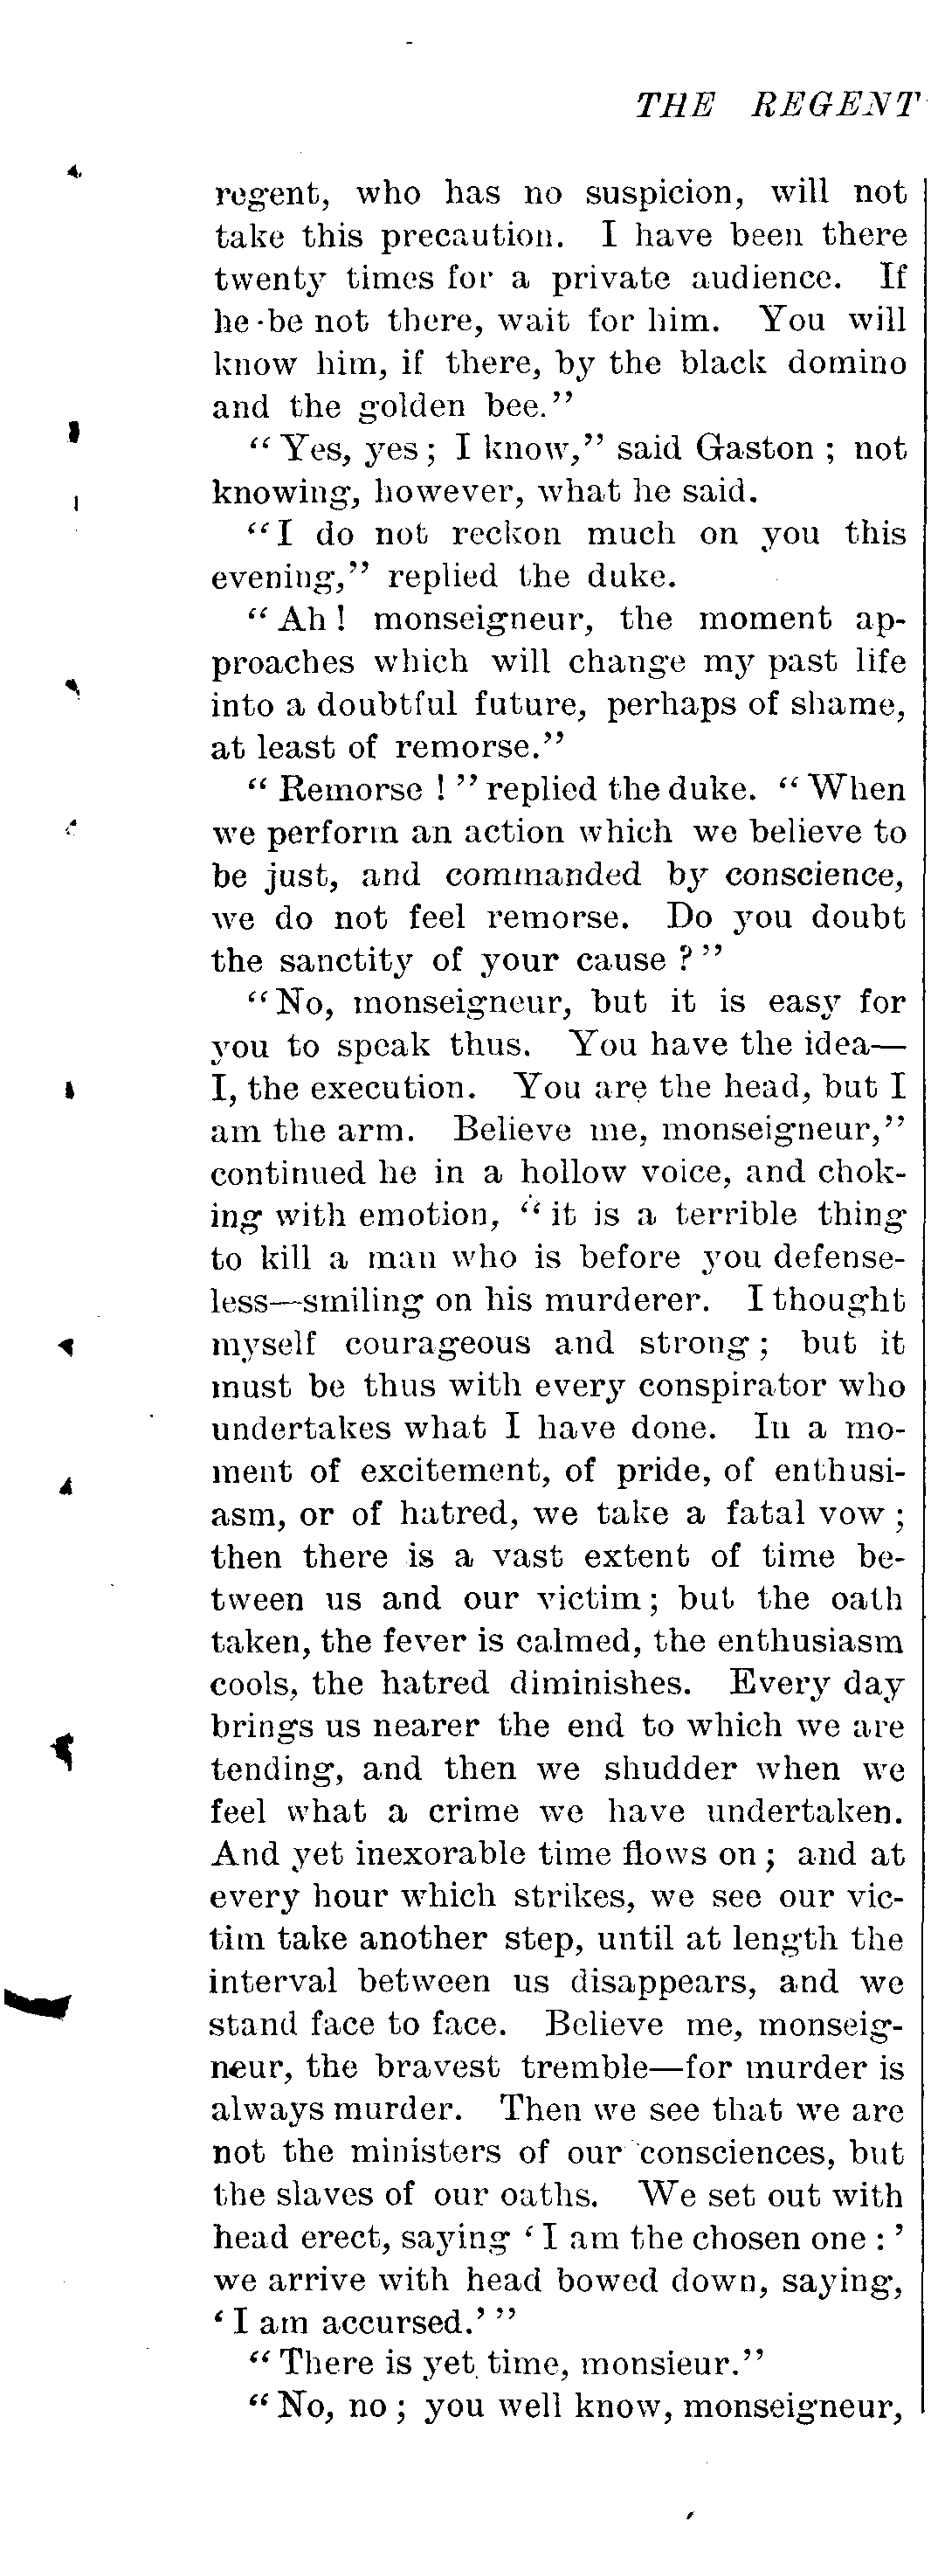 THE REGENT
regent, who has no suspicion, will not
take this precaution. I have been there
twenty times for a private audience. If
he be not there, wait for him. You will
know him, if there, by the black domino
and the golden bee."
"Yes, yes; I know," said Gaston; not
knowing, however, what he said.
"I do not reckon much on you this
evening," replied the duke.
"Ah! monseigneur, the moment ap-
proaches which will change my past life
into a doubtful future, perhaps of shame,
at least of remorse."
"Remorse!" replied the duke. "When
we perform an action which we believe to
be just, and commanded by conscience,
we do not feel remorse. Do you doubt
the sanctity of your cause?"
"No, monseigneur, but it is easy for
you to speak thus. You have the idea—
I, the execution. You are the head, but I
am the arm. Believe me, monseigneur,"
continued he in a hollow voice, and chok-
ing with emotion, "it is a terrible thing
to kill a man who is before you defense-
less—smiling on his murderer. I thought
myself courageous and strong; but it
must be thus with every conspirator who
undertakes what I have done. In a mo-
ment of excitement, of pride, of enthusi-
asm, or of hatred, we take a fatal vow;
then there is a vast extent of time be-
tween us and our victim; but the oath
taken, the fever is calmed, the enthusiasm
cools, the hatred diminishes. Every day
brings us nearer the end to which we are
tending, and then we shudder when we
feel what a crime we have undertaken.
And yet inexorable time flows on; and at
every hour which strikes, we see our vic-
tim take another step, until at length the
interval between us disappears, and we
stand face to face. Believe me, monseig-
neur, the bravest tremble—for murder is
always murder. Then we see that we are
not the ministers of our consciences, but
the slaves of our oaths. We set out with
head erect, saying 'I am the chosen one:'
we arrive with head bowed down, saying,
'I am accursed.'"
"There is yet time, monsieur."
"No, no; you well know, monseigneur,